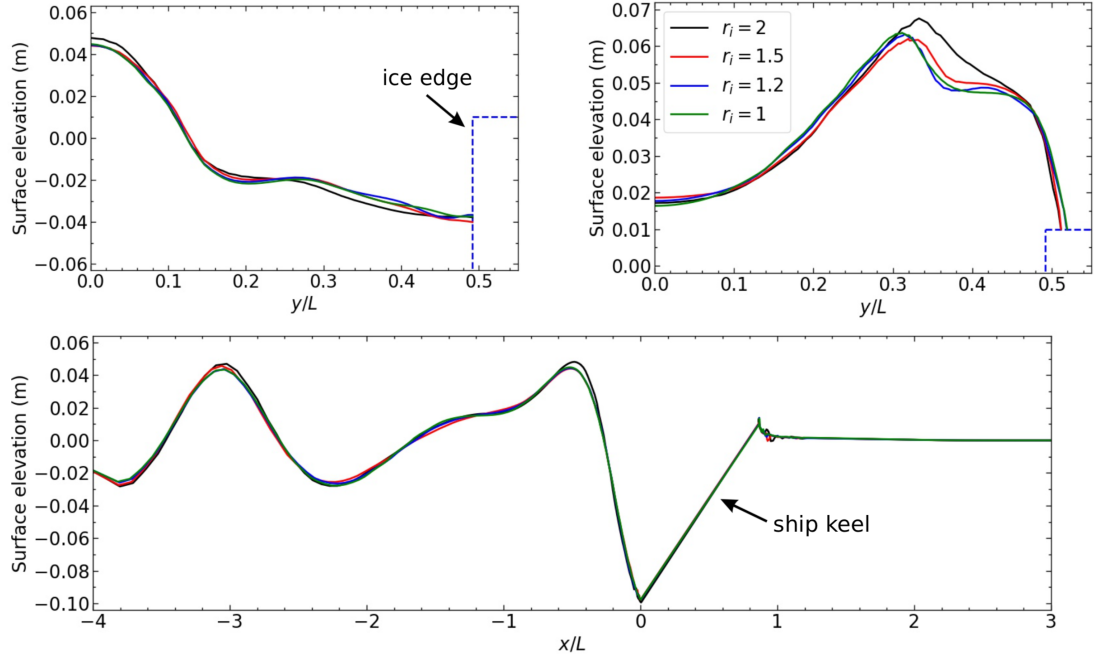 0.06
0.04
0.02
0.00
−0.02
−0.04
−0.06
Surface elevation (m)
ice edge
0.0 0.1 0.2 0.3 0.4 0.5
y/L
0.07
0.06
0.05
0.04
0.03
0.02
0.01
0.00
Surface elevation (m)
r_i = 2
r_i = 1.5
r_i = 1.2
r_i = 1
0.0 0.1 0.2 0.3 0.4 0.5
y/L
0.06
0.04
0.02
0.00
−0.02
−0.04
−0.06
−0.08
−0.10
Surface elevation (m)
ship keel
−4 −3 −2 −1 0 1 2 3
x/L